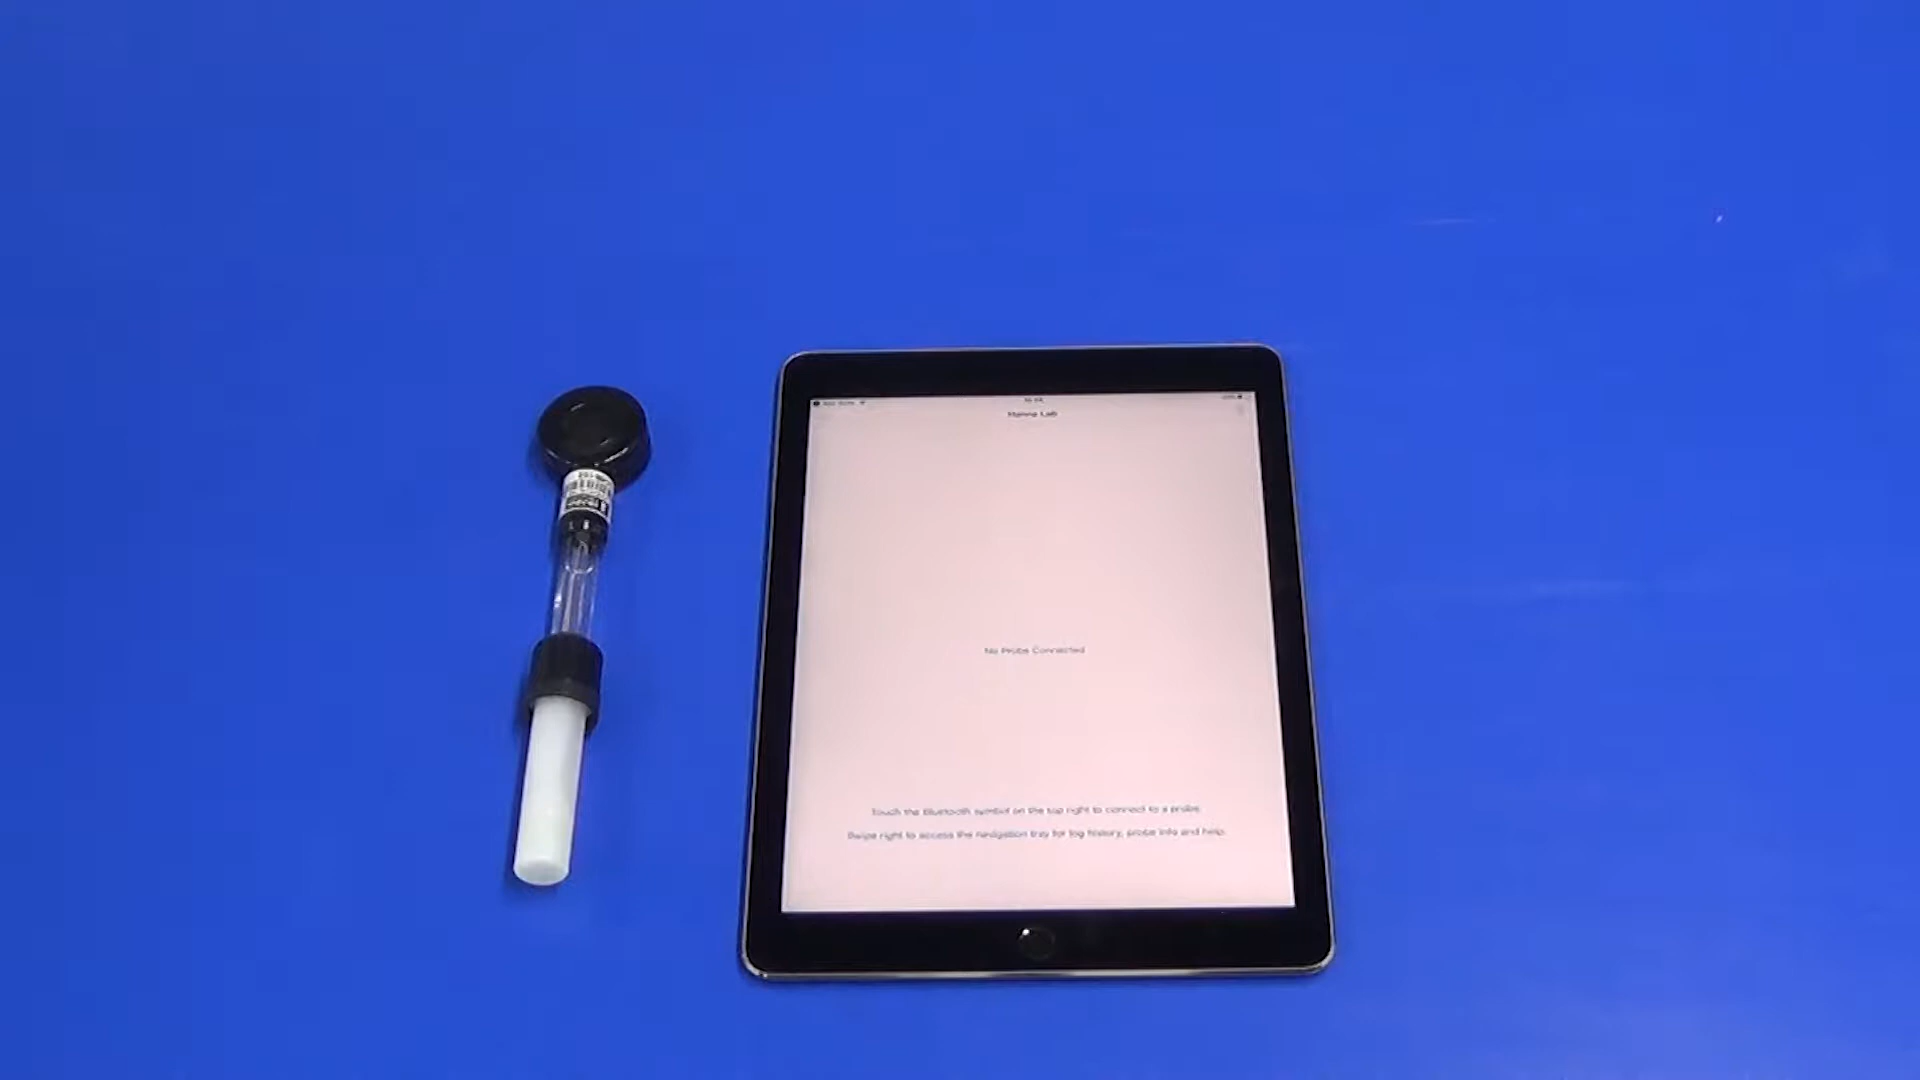 Hanna Lab
No Probe Connected
Touch the Bluetooth symbol on the top right to connect to a probe.
Swipe right to access the navigation tray for log history, probe info and help.